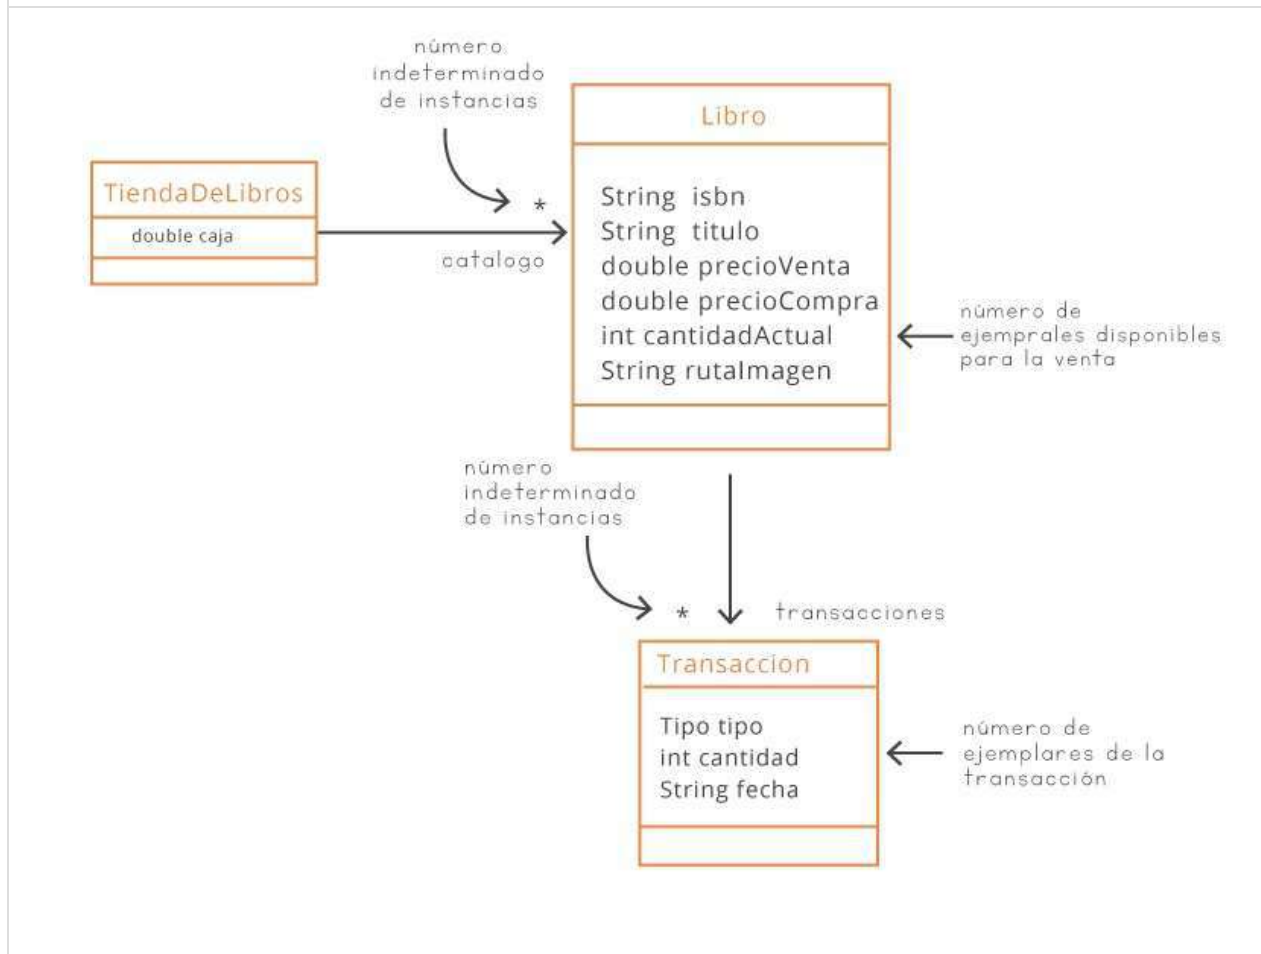 número
indeterminado
de instancias
Libro
TiendaDeLibros
double caja
*
catalogo
String isbn
String titulo
double precioVenta
double precioCompra
int cantidadActual
String rutaImagen
número de
ejemprales disponibles
para la venta
número
indeterminado
de instancias
*
transacciones
Transaccion
Tipo tipo
int cantidad
String fecha
número de
ejemplares de la
transacción